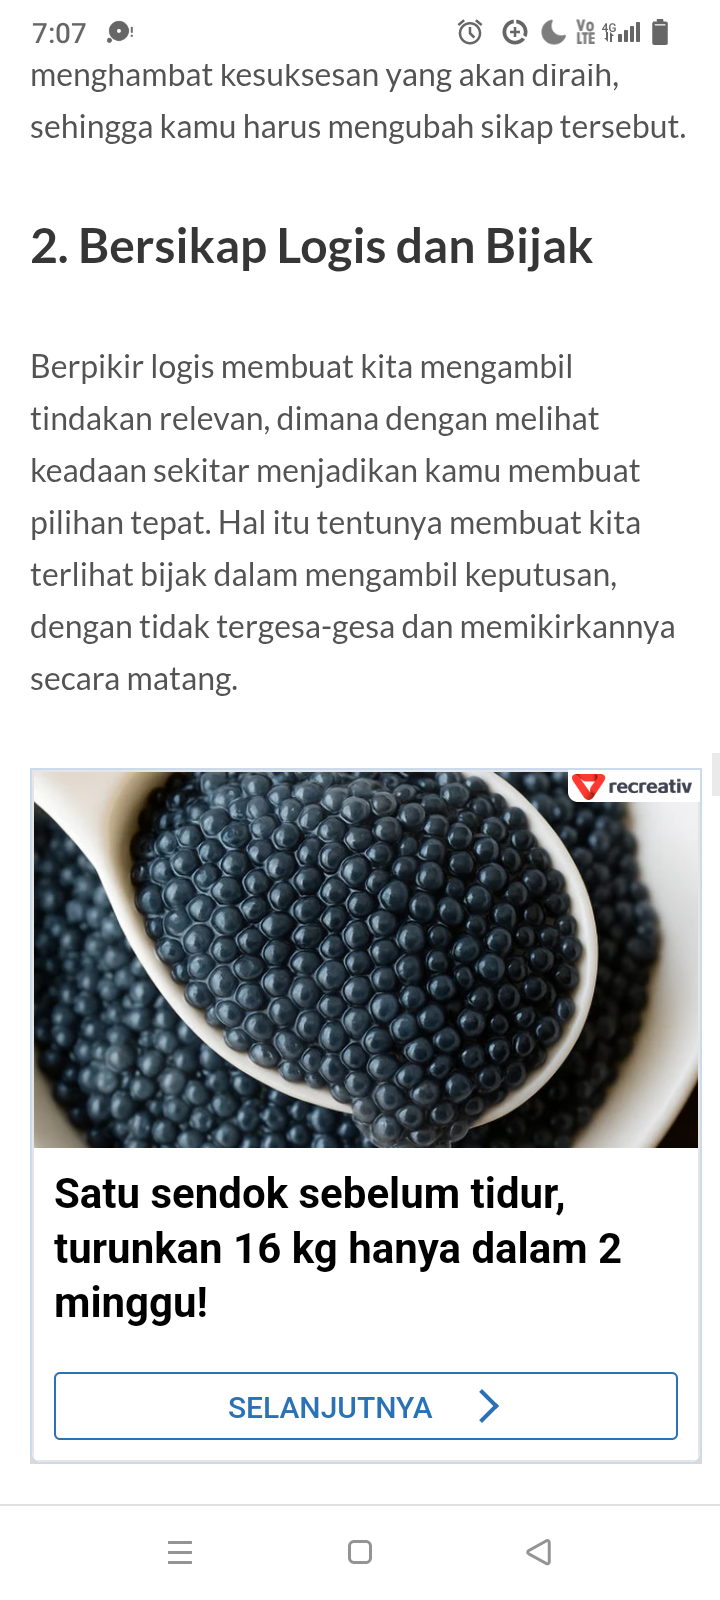 7:07
Vo
LTE
4G
menghambat kesuksesan yang akan diraih,
sehingga kamu harus mengubah sikap tersebut.
2. Bersikap Logis dan Bijak
Berpikir logis membuat kita mengambil
tindakan relevan, dimana dengan melihat
keadaan sekitar menjadikan kamu membuat
pilihan tepat. Hal itu tentunya membuat kita
terlihat bijak dalam mengambil keputusan,
dengan tidak tergesa-gesa dan memikirkannya
secara matang.
recreativ
Satu sendok sebelum tidur,
turunkan 16 kg hanya dalam 2
minggu!
SELANJUTNYA